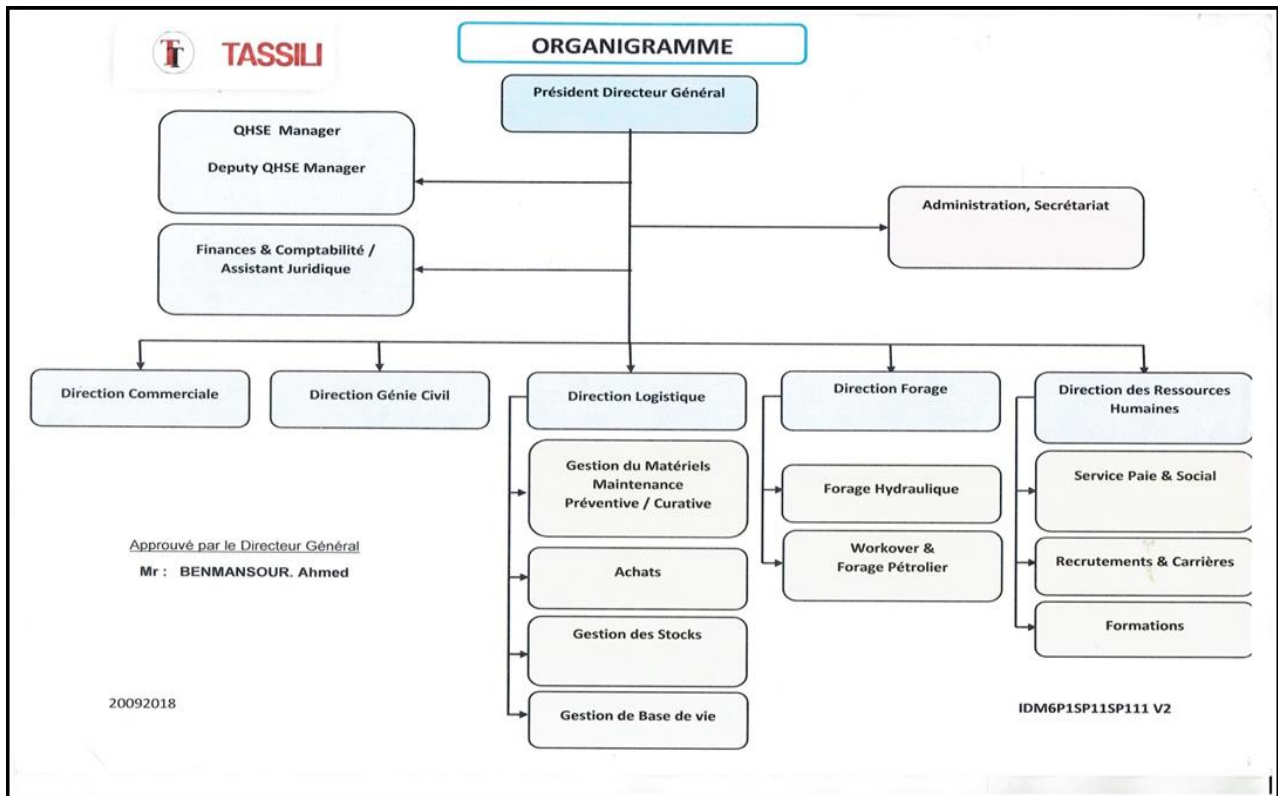 TT TASSILI
ORGANIGRAMME
Président Directeur Général
QHSE Manager
Deputy QHSE Manager
Administration, Secrétariat
Finances & Comptabilité /
Assistant Juridique
Direction Commerciale
Direction Génie Civil
Direction Logistique
Direction Forage
Direction des Ressources
Humaines
Gestion du Matériels
Maintenance
Préventive / Curative
Achats
Gestion des Stocks
Gestion de Base de vie
Forage Hydraulique
Workover &
Forage Pétrolier
Service Paie & Social
Recrutements & Carrières
Formations
Approuvé par le Directeur Général
Mr : BENMANSOUR. Ahmed
20092018
IDM6P1SP11SP111 V2